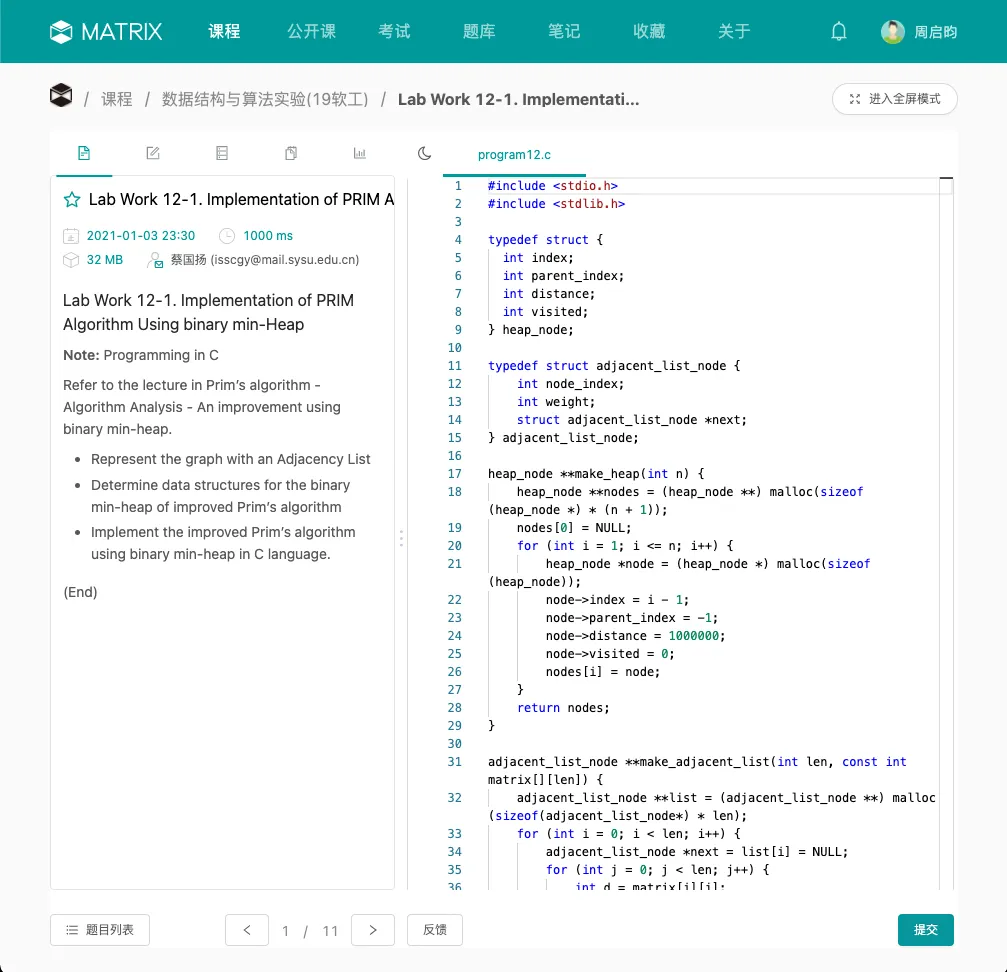 MATRIX 课程 公开课 考试 题库 笔记 收藏 关于 周启昀
/ 课程 / 数据结构与算法实验(19软工) / Lab Work 12-1. Implementati... 进入全屏模式
program12.c
Lab Work 12-1. Implementation of PRIM A
2021-01-03 23:30 1000 ms
32 MB 蔡国扬 (isscgy@mail.sysu.edu.cn)
Lab Work 12-1. Implementation of PRIM
Algorithm Using binary min-Heap
Note: Programming in C
Refer to the lecture in Prim's algorithm -
Algorithm Analysis - An improvement using
binary min-heap.
• Represent the graph with an Adjacency List
• Determine data structures for the binary
min-heap of improved Prim's algorithm
• Implement the improved Prim's algorithm
using binary min-heap in C language.
(End)
1 #include <stdio.h>
2 #include <stdlib.h>
3
4 typedef struct {
5 int index;
6 int parent_index;
7 int distance;
8 int visited;
9 } heap_node;
10
11 typedef struct adjacent_list_node {
12 int node_index;
13 int weight;
14 struct adjacent_list_node *next;
15 } adjacent_list_node;
16
17 heap_node **make_heap(int n) {
18 heap_node **nodes = (heap_node **) malloc(sizeof
(heap_node *) * (n + 1));
19 nodes[0] = NULL;
20 for (int i = 1; i <= n; i++) {
21 heap_node *node = (heap_node *) malloc(sizeof
(heap_node));
22 node->index = i - 1;
23 node->parent_index = -1;
24 node->distance = 1000000;
25 node->visited = 0;
26 nodes[i] = node;
27 }
28 return nodes;
29 }
30
31 adjacent_list_node **make_adjacent_list(int len, const int
matrix[][len]) {
32 adjacent_list_node **list = (adjacent_list_node **) malloc
(sizeof(adjacent_list_node*) * len);
33 for (int i = 0; i < len; i++) {
34 adjacent_list_node *next = list[i] = NULL;
35 for (int j = 0; j < len; j++) {
36 int d = matrix[i][j];
题目列表 < 1 / 11 > 反馈 提交